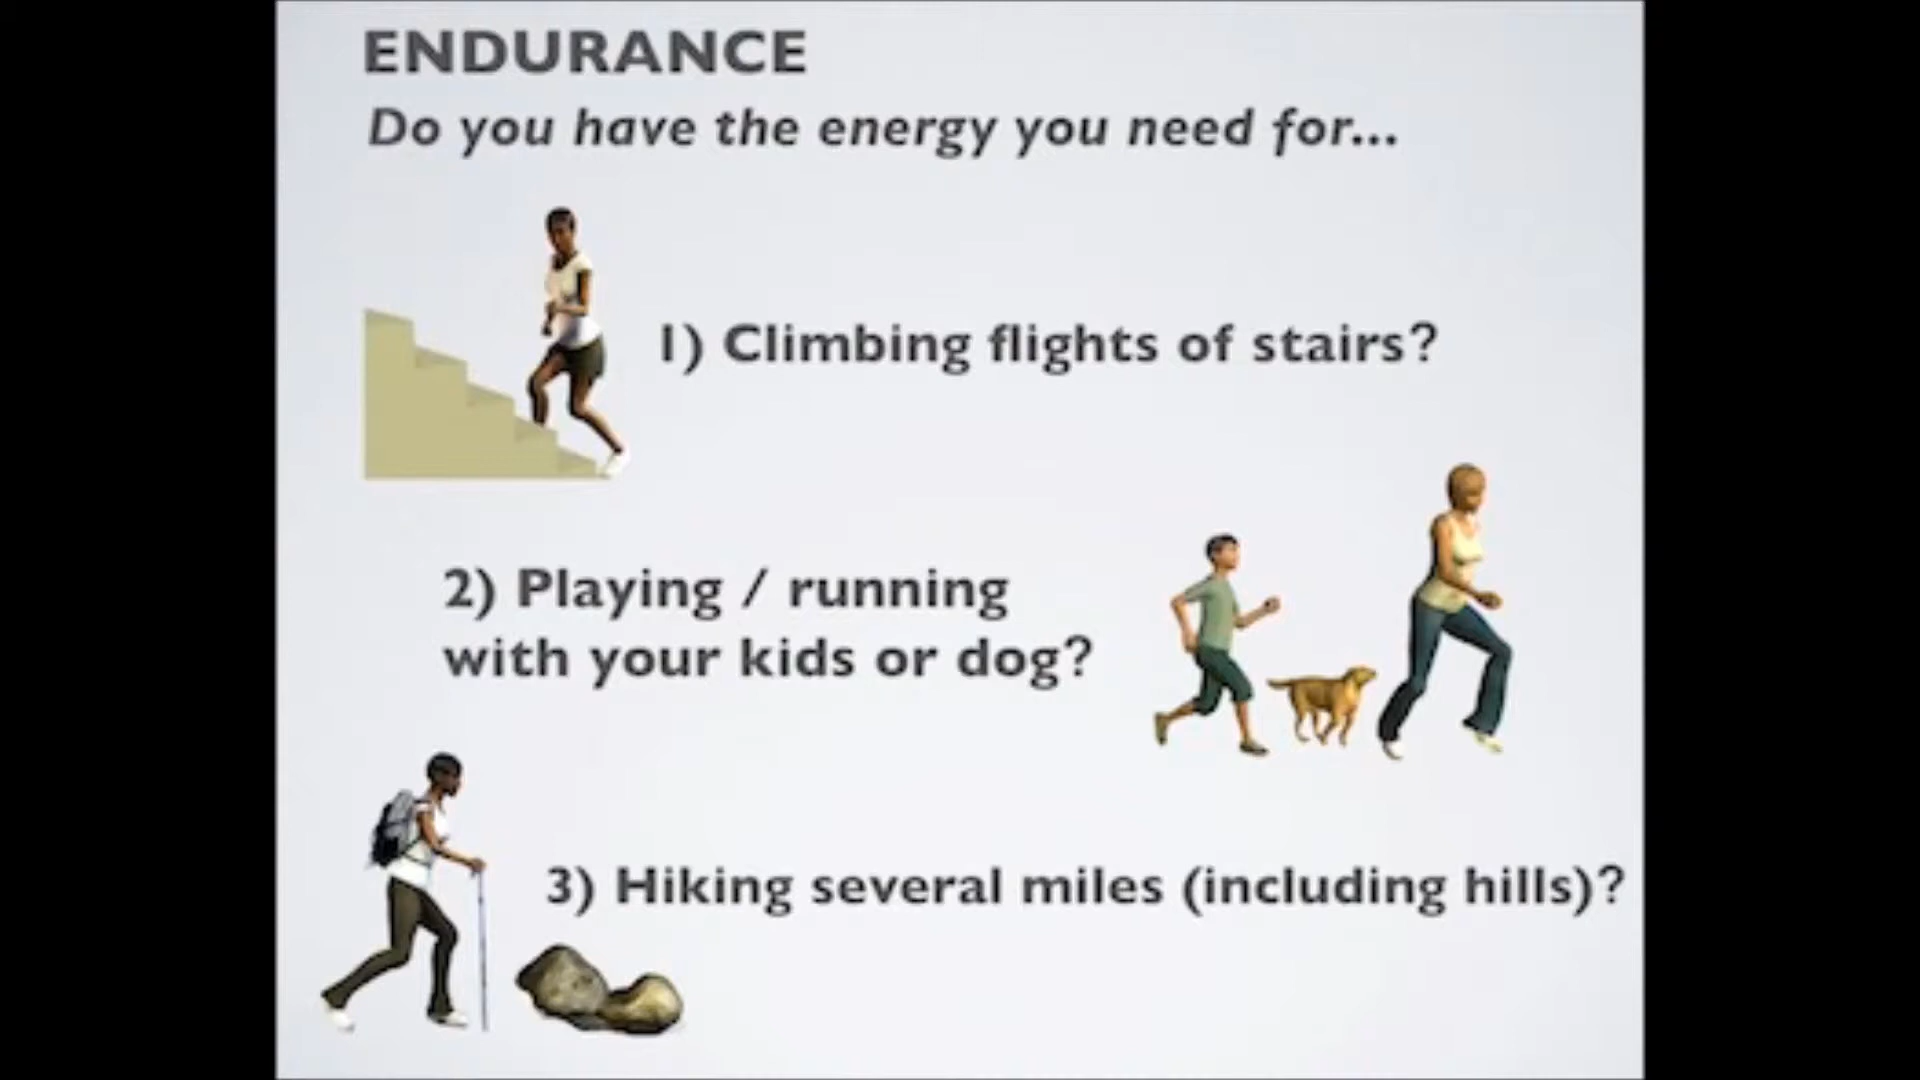 ENDURANCE
Do you have the energy you need for...
1) Climbing flights of stairs?
2) Playing / running
with your kids or dog?
3) Hiking several miles (including hills)?